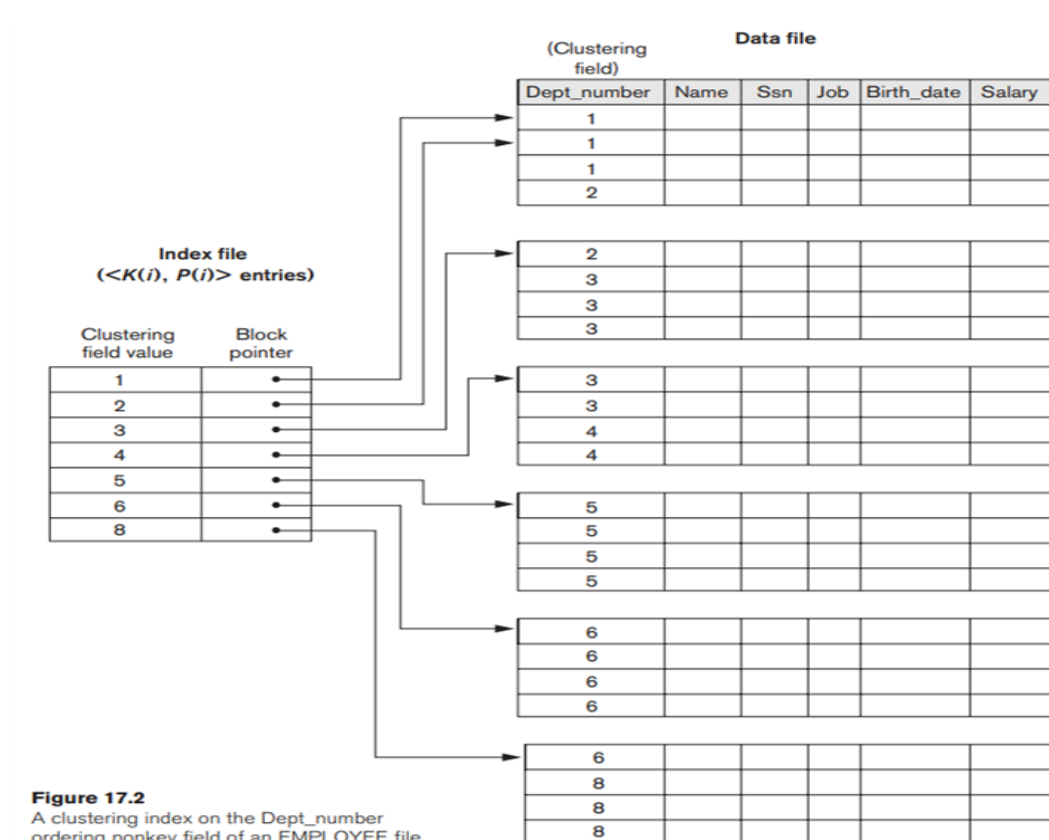 Data file
(Clustering
field)
Dept_number Name Ssn Job Birth_date Salary
1
1
1
2
2
3
3
3
3
3
4
4
5
5
5
5
6
6
6
6
6
8
8
8
Index file
(<K(i), P(i)> entries)
Clustering Block
field value pointer
1
2
3
4
5
6
8
Figure 17.2
A clustering index on the Dept_number
ordering nonkey field of an EMPLOYEE file